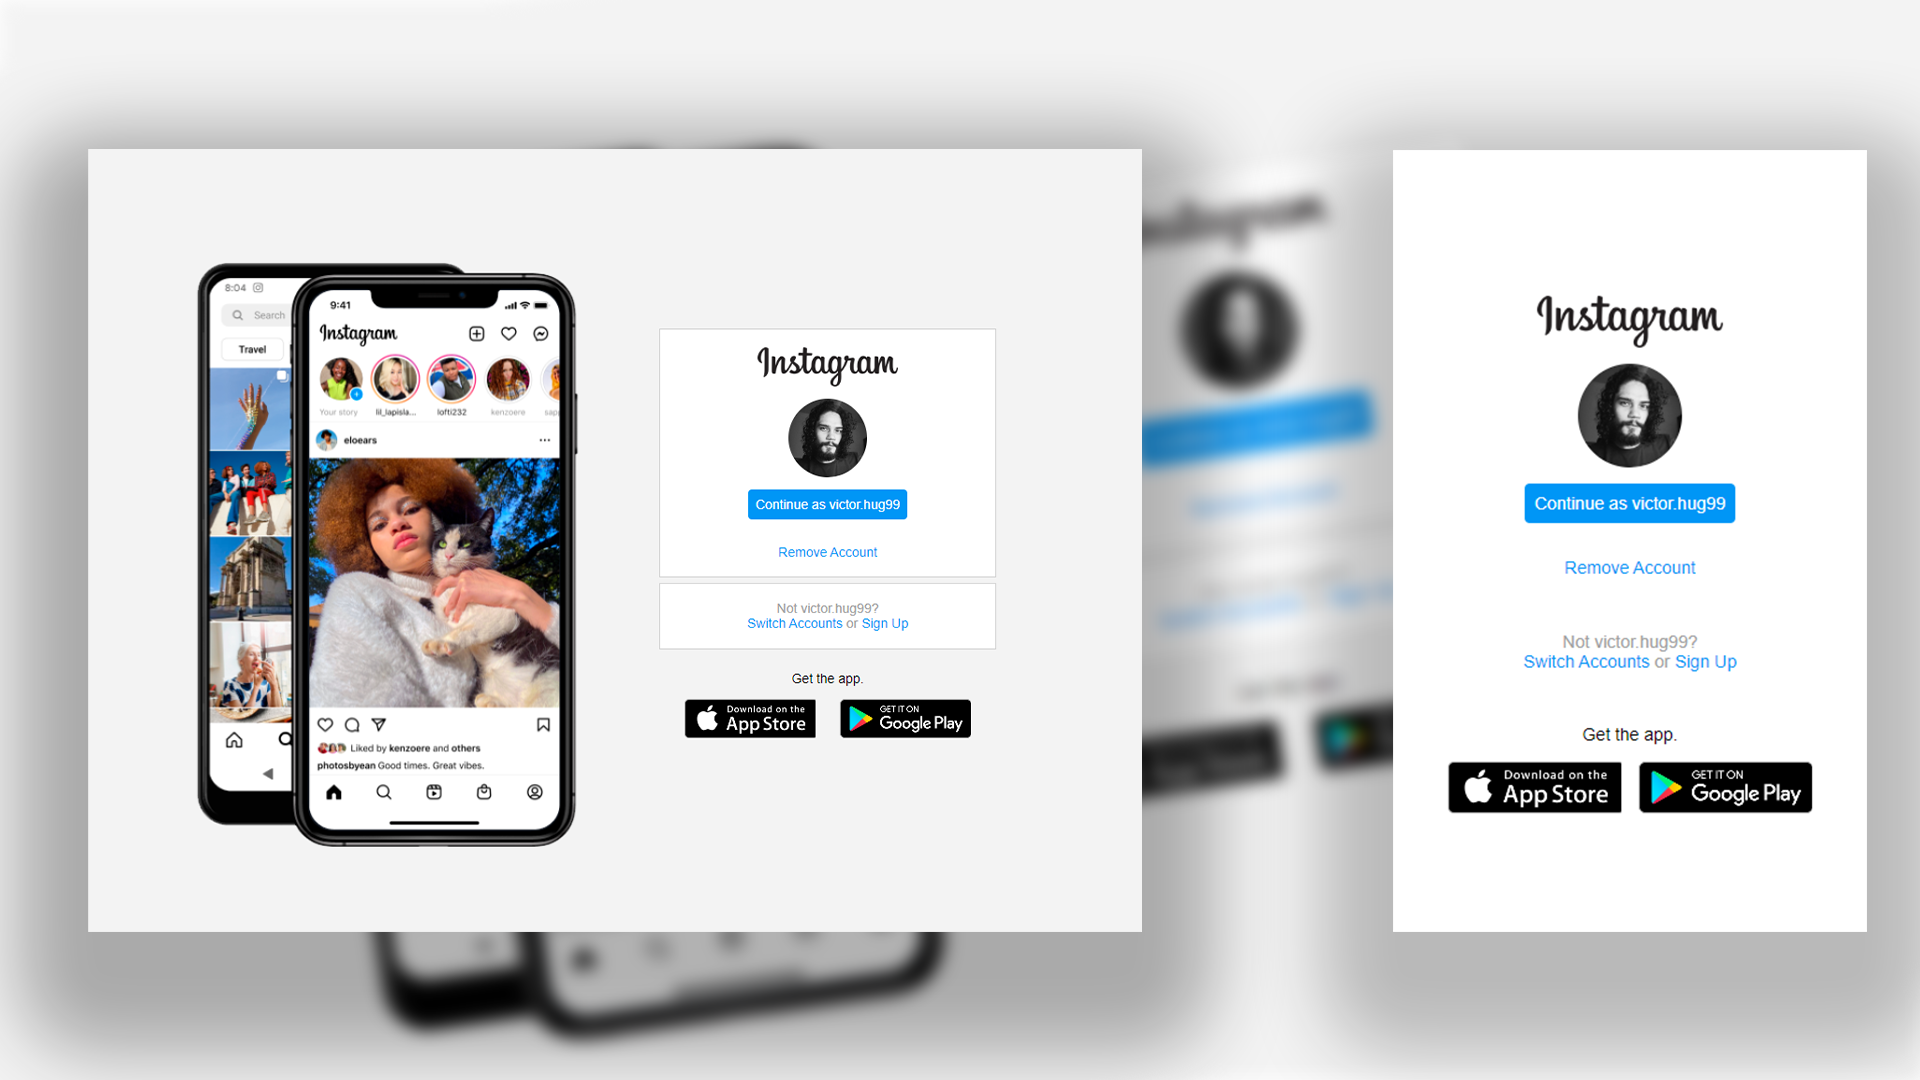 8:04
Search
Travel
9:41
Instagram
Your story
lil_lapisla...
lofti232
kenzoere
sap
eloears
Liked by kenzoere and others
photosbyean Good times. Great vibes.
Instagram
Continue as victor.hug99
Remove Account
Not victor.hug99?
Switch Accounts or Sign Up
Get the app.
Download on the
App Store
GET IT ON
Google Play
Instagram
Continue as victor.hug99
Remove Account
Not victor.hug99?
Switch Accounts or Sign Up
Get the app.
Download on the
App Store
GET IT ON
Google Play